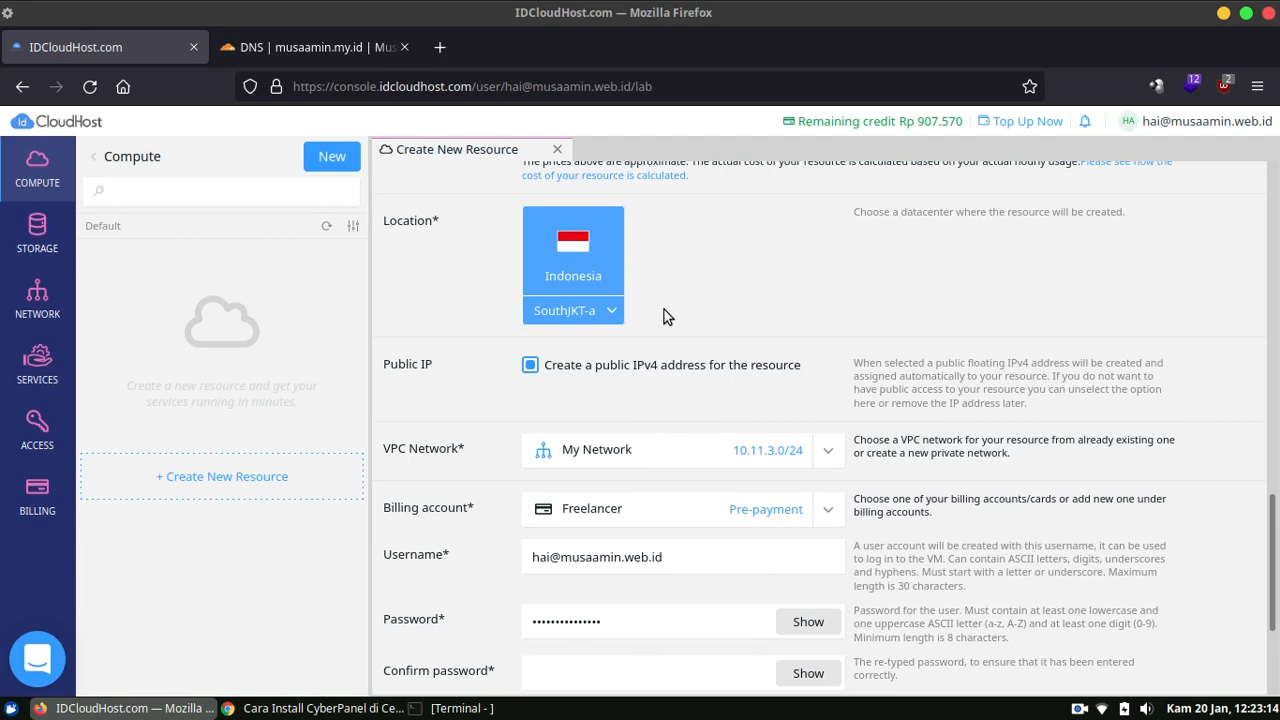 IDCloudHost.com — Mozilla Firefox
IDCloudHost.com
DNS | musaamin.my.id | Mus
https://console.idcloudhost.com/user/hai@musaamin.web.id/lab
12
2
Id CloudHost
Remaining credit Rp 907.570
Top Up Now
HA
hai@musaamin.web.id
COMPUTE
STORAGE
NETWORK
SERVICES
ACCESS
BILLING
Compute
New
Default
Create a new resource and get your
services running in minutes.
+ Create New Resource
Create New Resource
The prices above are approximate. The actual cost of your resource is calculated based on your actual hourly usage.Please see how the
cost of your resource is calculated.
Location*
Indonesia
SouthJKT-a
Choose a datacenter where the resource will be created.
Public IP
Create a public IPv4 address for the resource
When selected a public floating IPv4 address will be created and
assigned automatically to your resource. If you do not want to
have public access to your resource you can unselect the option
here or remove the IP address later.
VPC Network*
My Network
10.11.3.0/24
Choose a VPC network for your resource from already existing one
or create a new private network.
Billing account*
Freelancer
Pre-payment
Choose one of your billing accounts/cards or add new one under
billing accounts.
Username*
hai@musaamin.web.id
A user account will be created with this username, it can be used
to log in to the VM. Can contain ASCII letters, digits, underscores
and hyphens. Must start with a letter or underscore. Maximum
length is 30 characters.
Password*
•••••••••••••••
Show
Password for the user. Must contain at least one lowercase and
one uppercase ASCII letter (a-z, A-Z) and at least one digit (0-9).
Minimum length is 8 characters.
Confirm password*
Show
The re-typed password, to ensure that it has been entered
correctly.
IDCloudHost.com — Mozilla ...
Cara Install CyberPanel di Ce...
[Terminal - ]
Kam 20 Jan, 12:23:14